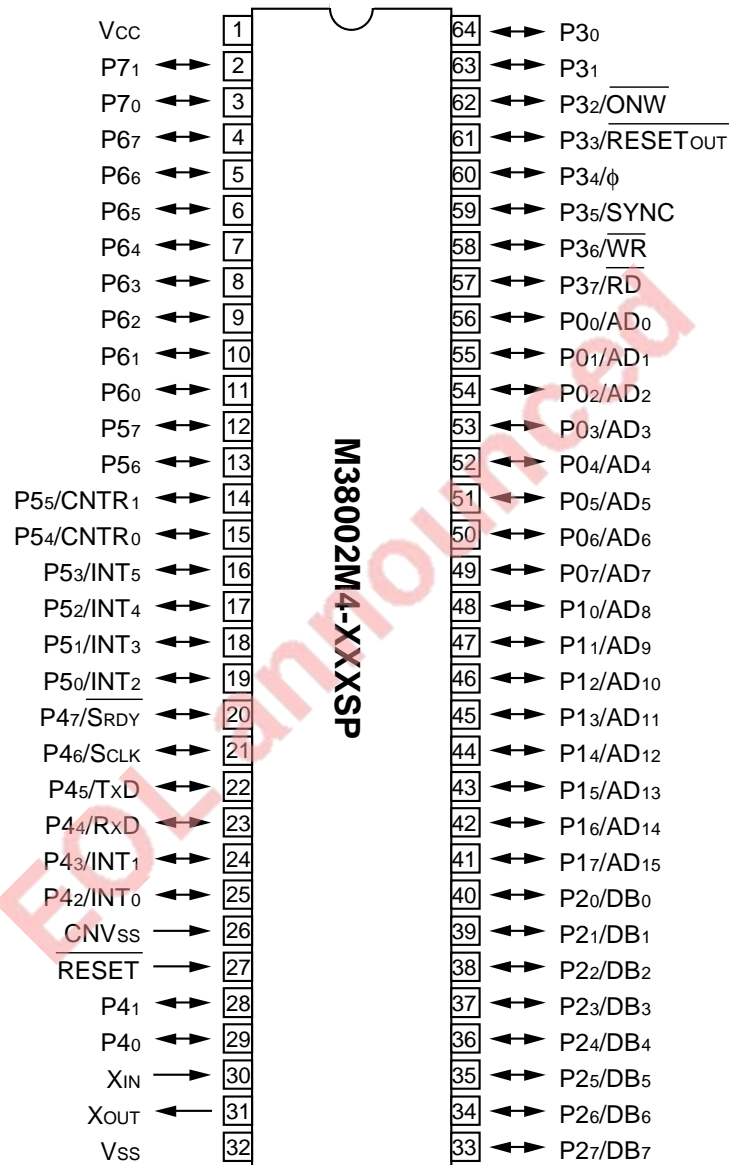 VCC 1 64 P30
P71 2 63 P31
P70 3 62 P32/ONW
P67 4 61 P33/RESETOUT
P66 5 60 P34/ϕ
P65 6 59 P35/SYNC
P64 7 58 P36/WR
P63 8 57 P37/RD
P62 9 56 P00/AD0
P61 10 55 P01/AD1
P60 11 54 P02/AD2
P57 12 53 P03/AD3
P56 13 52 P04/AD4
P55/CNTR1 14 51 P05/AD5
P54/CNTR0 15 50 P06/AD6
P53/INT5 16 49 P07/AD7
P52/INT4 17 48 P10/AD8
P51/INT3 18 47 P11/AD9
P50/INT2 19 46 P12/AD10
P47/SRDY 20 45 P13/AD11
P46/SCLK 21 44 P14/AD12
P45/TXD 22 43 P15/AD13
P44/RXD 23 42 P16/AD14
P43/INT1 24 41 P17/AD15
P42/INT0 25 40 P20/DB0
CNVSS 26 39 P21/DB1
RESET 27 38 P22/DB2
P41 28 37 P23/DB3
P40 29 36 P24/DB4
XIN 30 35 P25/DB5
XOUT 31 34 P26/DB6
VSS 32 33 P27/DB7
M38002M4-XXXSP
EOL announced